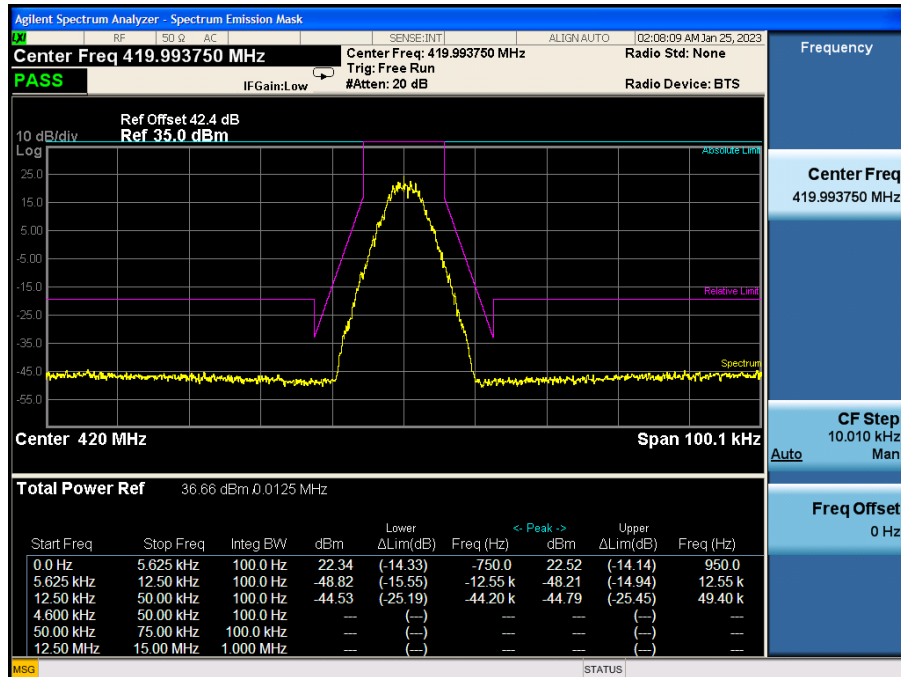 Agilent Spectrum Analyzer - Spectrum Emission Mask
LXI RF 50 Ω AC SENSE:INT ALIGN AUTO 02:08:09 AM Jan 25, 2023
Center Freq 419.993750 MHz Center Freq: 419.993750 MHz Radio Std: None
Trig: Free Run
PASS IFGain:Low #Atten: 20 dB Radio Device: BTS
Frequency
Ref Offset 42.4 dB
10 dB/div Ref 35.0 dBm
Log
Absolute Limit
25.0
15.0
5.00
-5.00
-15.0
Relative Limit
-25.0
-35.0
Spectrum
-45.0
-55.0
Center 420 MHz Span 100.1 kHz
Center Freq
419.993750 MHz
CF Step
10.010 kHz
Auto Man
Freq Offset
0 Hz
Total Power Ref 36.66 dBm / 0.0125 MHz
Lower <- Peak -> Upper
Start Freq Stop Freq Integ BW dBm ΔLim(dB) Freq (Hz) dBm ΔLim(dB) Freq (Hz)
0.0 Hz 5.625 kHz 100.0 Hz 22.34 (-14.33) -750.0 22.52 (-14.14) 950.0
5.625 kHz 12.50 kHz 100.0 Hz -48.82 (-15.55) -12.55 k -48.21 (-14.94) 12.55 k
12.50 kHz 50.00 kHz 100.0 Hz -44.53 (-25.19) -44.20 k -44.79 (-25.45) 49.40 k
4.600 kHz 50.00 kHz 100.0 Hz --- (---) --- --- (---) ---
50.00 kHz 75.00 kHz 100.0 kHz --- (---) --- --- (---) ---
12.50 MHz 15.00 MHz 1.000 MHz --- (---) --- --- (---) ---
MSG STATUS